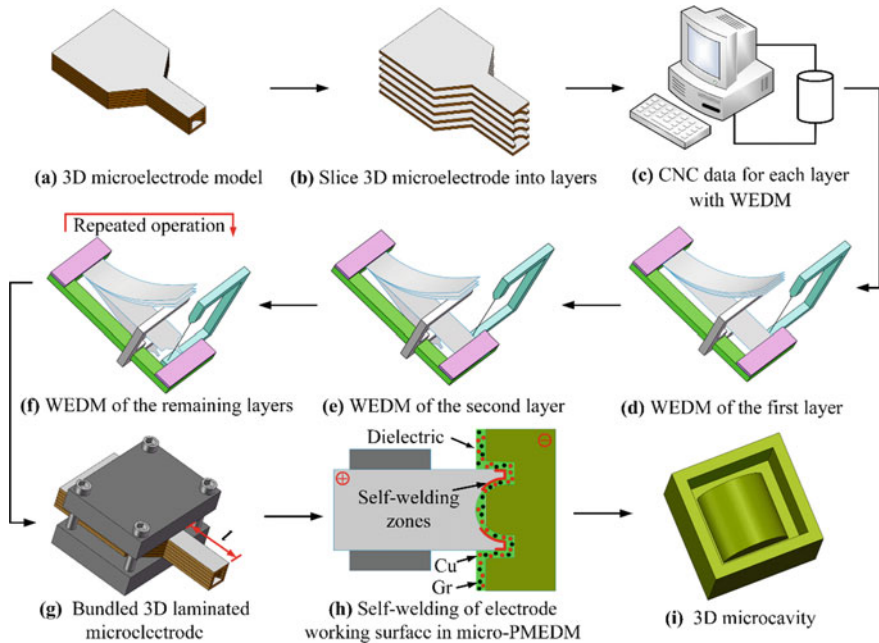 (a) 3D microelectrode model
(b) Slice 3D microelectrode into layers
(c) CNC data for each layer
with WEDM
Repeated operation
(f) WEDM of the remaining layers
(e) WEDM of the second layer
(d) WEDM of the first layer
l
(g) Bundled 3D laminated
microelectrode
Dielectric
⊕
⊖
Self-welding
zones
Cu
Gr
(h) Self-welding of electrode
working surface in micro-PMEDM
(i) 3D microcavity